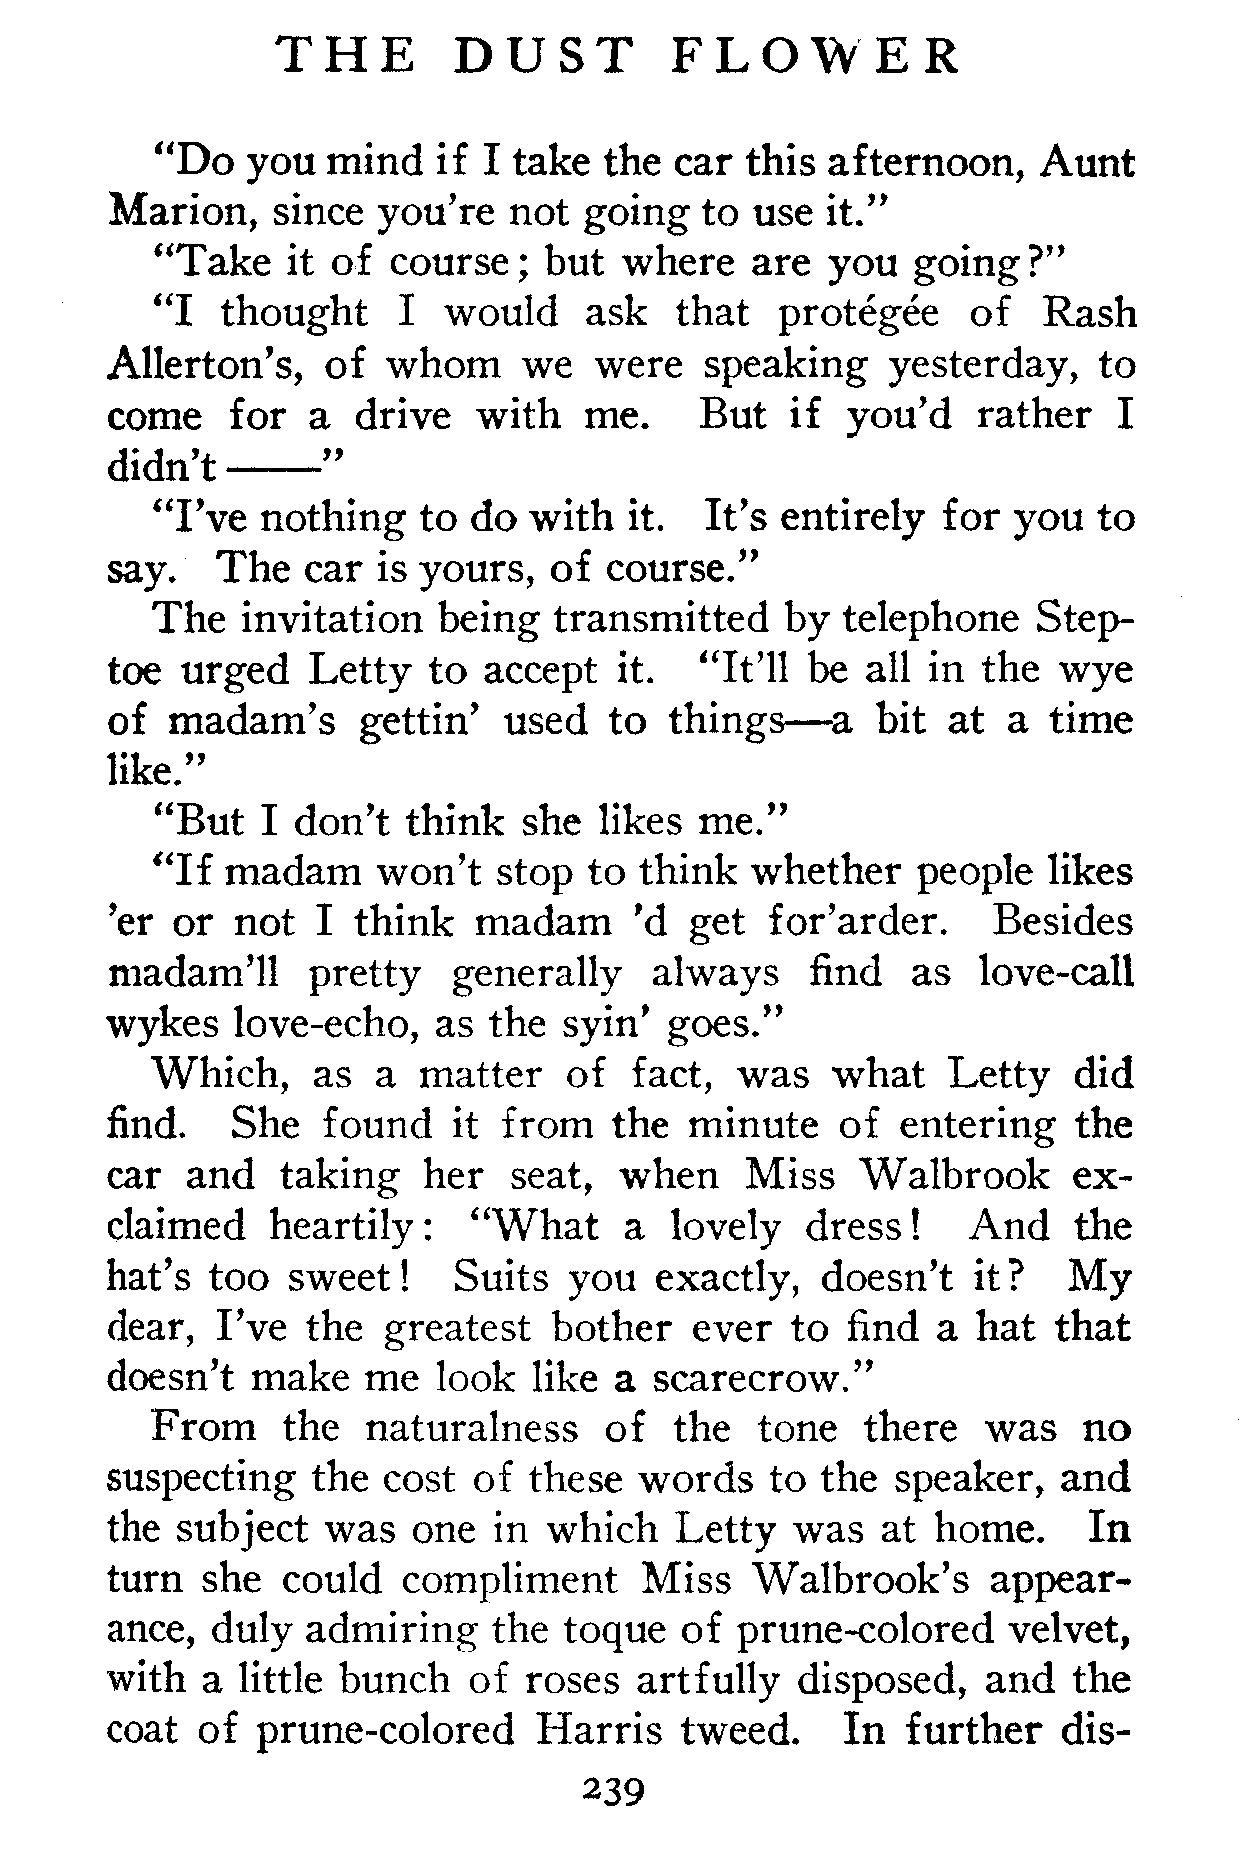 THE DUST FLOWER
"Do you mind if I take the car this afternoon, Aunt
Marion, since you're not going to use it."
"Take it of course; but where are you going?"
"I thought I would ask that protégée of Rash
Allerton's, of whom we were speaking yesterday, to
come for a drive with me. But if you'd rather I
didn't ——"
"I've nothing to do with it. It's entirely for you to
say. The car is yours, of course."
The invitation being transmitted by telephone Step-
toe urged Letty to accept it. "It'll be all in the wye
of madam's gettin' used to things—a bit at a time
like."
"But I don't think she likes me."
"If madam won't stop to think whether people likes
'er or not I think madam 'd get for'arder. Besides
madam'll pretty generally always find as love-call
wykes love-echo, as the syin' goes."
Which, as a matter of fact, was what Letty did
find. She found it from the minute of entering the
car and taking her seat, when Miss Walbrook ex-
claimed heartily: "What a lovely dress! And the
hat's too sweet! Suits you exactly, doesn't it? My
dear, I've the greatest bother ever to find a hat that
doesn't make me look like a scarecrow."
From the naturalness of the tone there was no
suspecting the cost of these words to the speaker, and
the subject was one in which Letty was at home. In
turn she could compliment Miss Walbrook's appear-
ance, duly admiring the toque of prune-colored velvet,
with a little bunch of roses artfully disposed, and the
coat of prune-colored Harris tweed. In further dis-
239